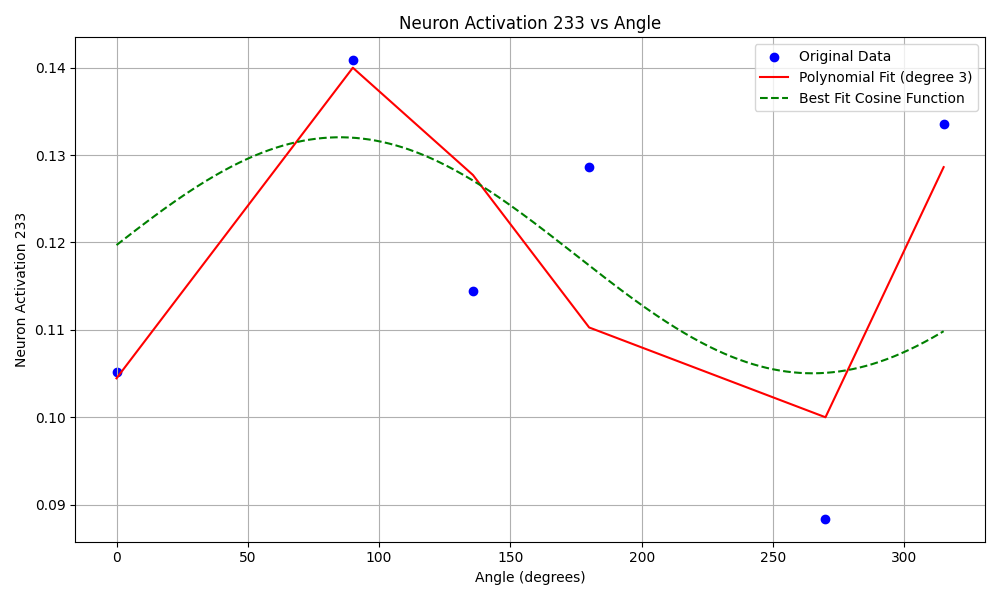 Neuron Activation 233 vs Angle
Original Data
Polynomial Fit (degree 3)
Best Fit Cosine Function
Neuron Activation 233
0.14
0.13
0.12
0.11
0.10
0.09
0 50 100 150 200 250 300
Angle (degrees)